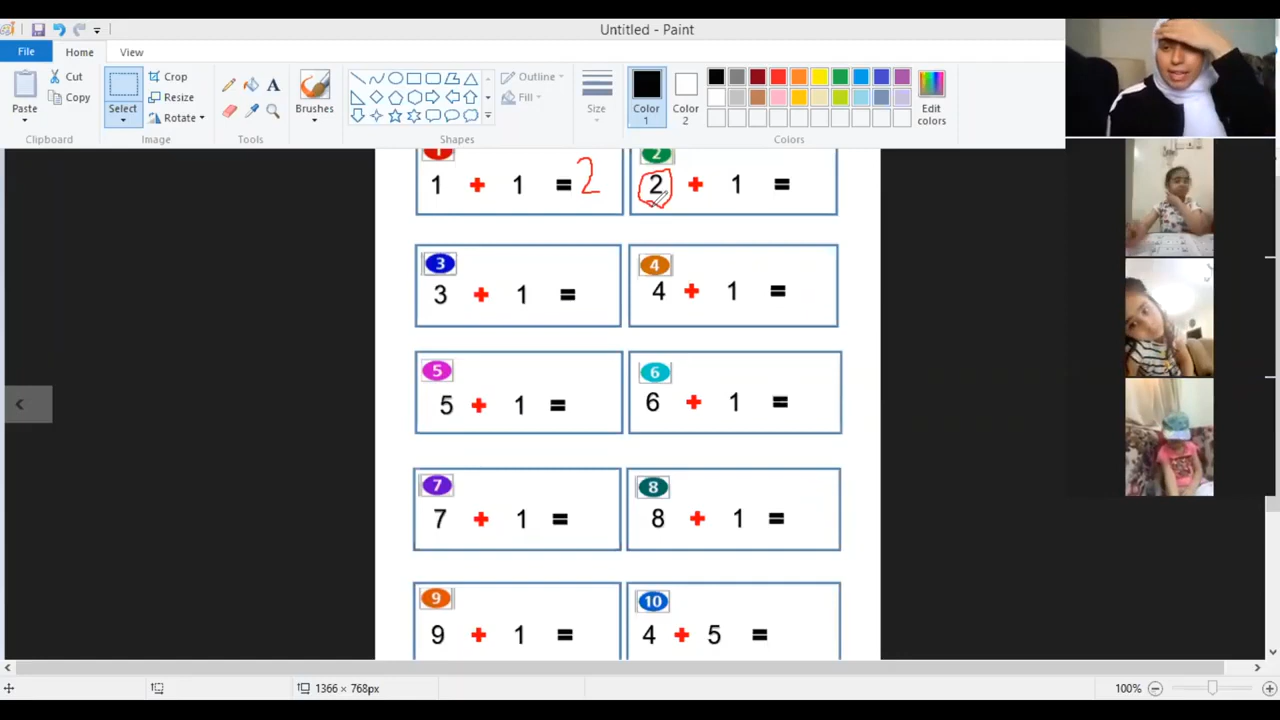 Untitled - Paint
File Home View
Paste
Cut
Copy
Clipboard
Select
Crop
Resize
Rotate
Image
Tools
Brushes
Outline
Fill
Shapes
Size
Color 1
Color 2
Edit colors
Colors
1
1 + 1 = 2
2
2 + 1 =
3
3 + 1 =
4
4 + 1 =
5
5 + 1 =
6
6 + 1 =
7
7 + 1 =
8
8 + 1 =
9
9 + 1 =
10
4 + 5 =
1366 × 768px
100%